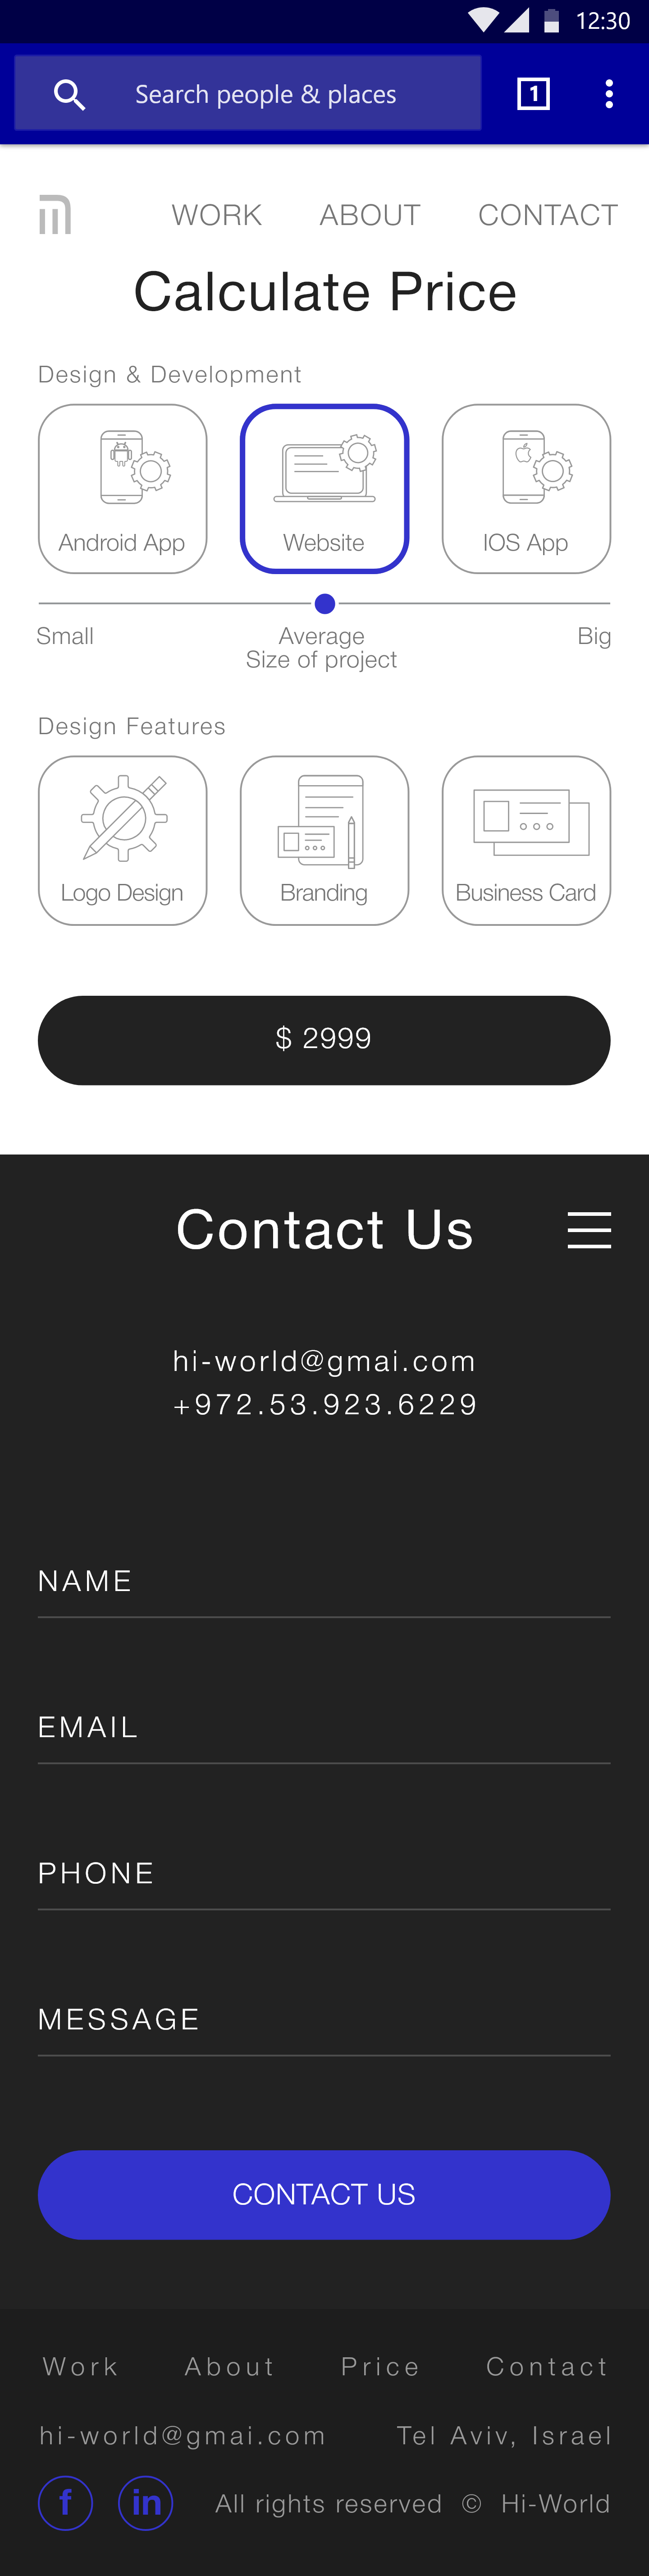 12:30
Search people & places
1
WORK ABOUT CONTACT
Calculate Price
Design & Development
Android App Website IOS App
Small Average Big
Size of project
Design Features
Logo Design Branding Business Card
$ 2999
Contact Us
hi-world@gmai.com
+972.53.923.6229
NAME
EMAIL
PHONE
MESSAGE
CONTACT US
Work About Price Contact
hi-world@gmai.com Tel Aviv, Israel
f in All rights reserved © Hi-World